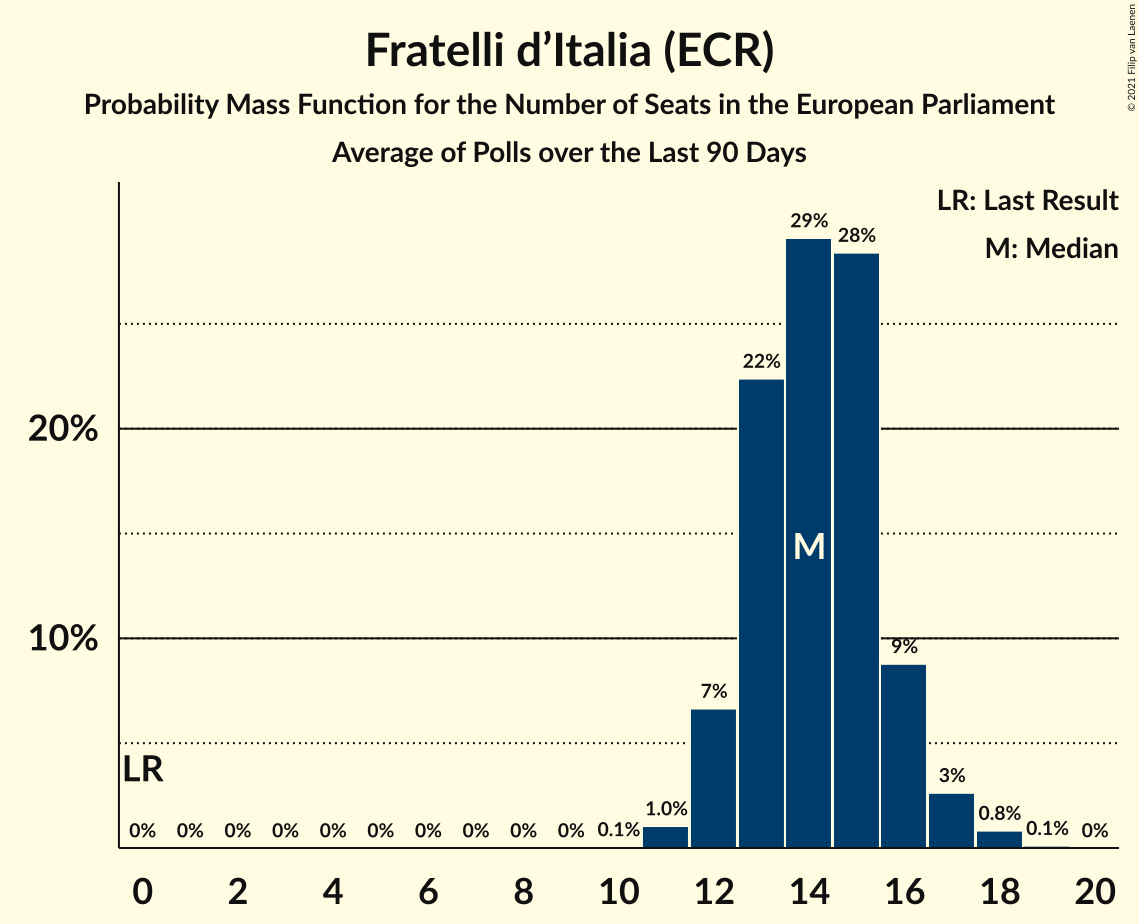 Fratelli d’Italia (ECR)
Probability Mass Function for the Number of Seats in the European Parliament
Average of Polls over the Last 90 Days
© 2021 Filip van Laenen
LR: Last Result
M: Median
29%
28%
22%
20%
M
10%
9%
7%
LR
3%
0% 0% 0% 0% 0% 0% 0% 0% 0% 0% 0.1% 1.0% 0.8% 0.1% 0%
0 2 4 6 8 10 12 14 16 18 20